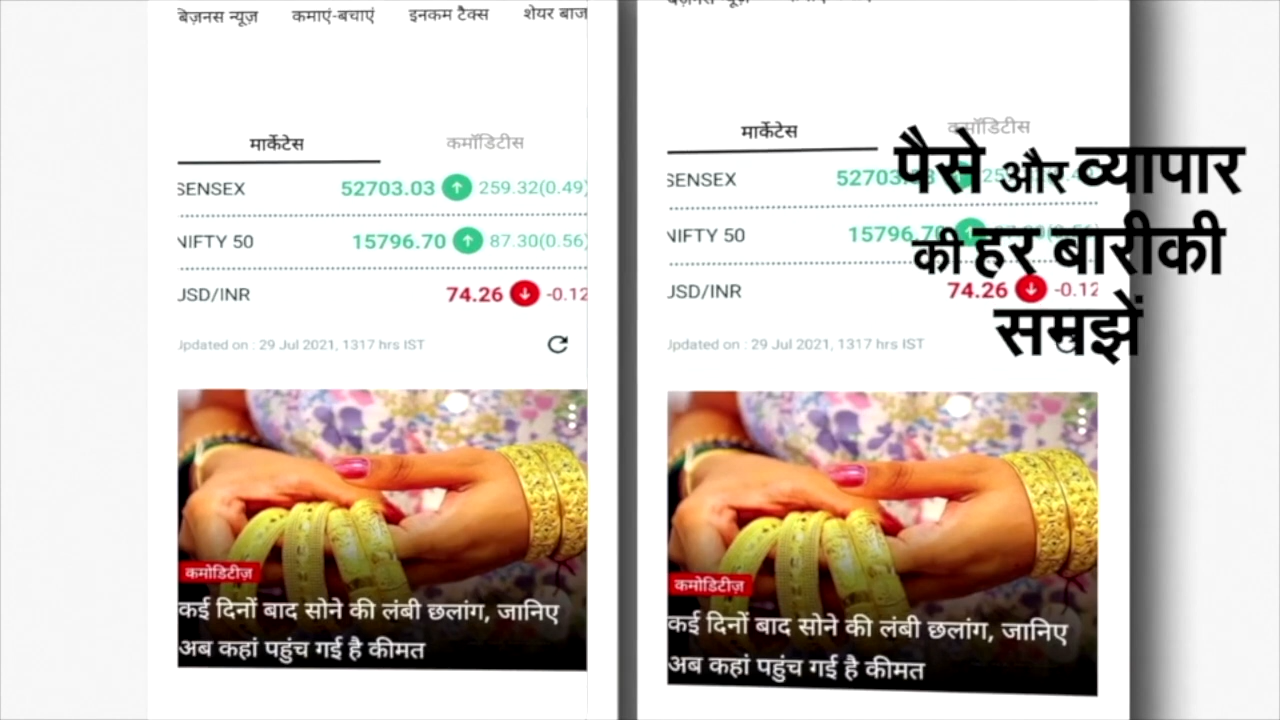 बिज़नस न्यूज़ कमाएं-बचाएं इनकम टैक्स शेयर बाज
मार्केटेस कमॉडिटीस
SENSEX 52703.03 259.32(0.49)
NIFTY 50 15796.70 87.30(0.56)
USD/INR 74.26 -0.12
Updated on : 29 Jul 2021, 1317 hrs IST
कमोडिटीज़
कई दिनों बाद सोने की लंबी छलांग, जानिए
अब कहां पहुंच गई है कीमत
मार्केटेस कमॉडिटीस
SENSEX 52703
NIFTY 50 15796.70
USD/INR 74.26 -0.12
Updated on : 29 Jul 2021, 1317 hrs IST
कमोडिटीज़
कई दिनों बाद सोने की लंबी छलांग, जानिए
अब कहां पहुंच गई है कीमत
पैसे और व्यापार
की हर बारीकी
समझें